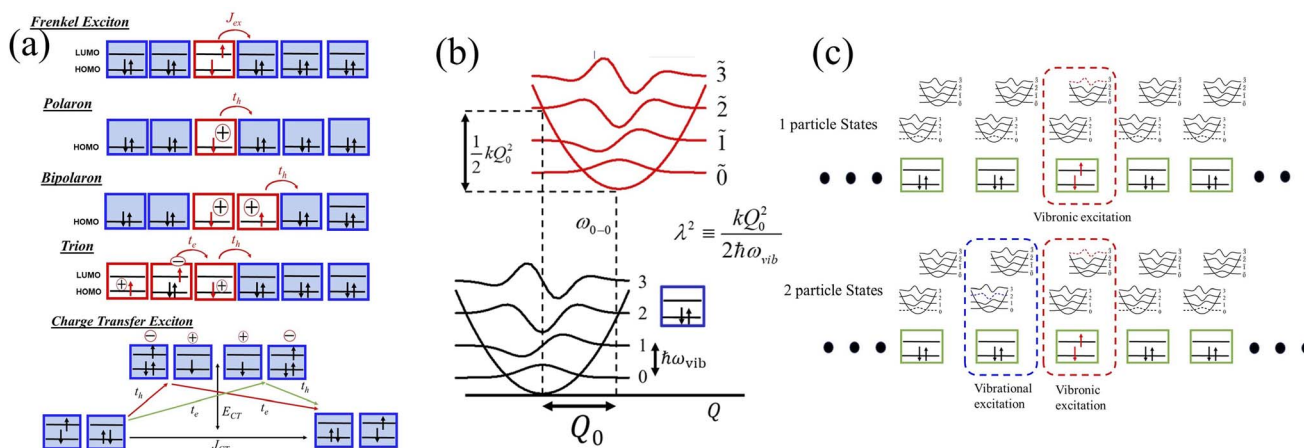 (a)
Frenkel Exciton
J_ex
LUMO
HOMO
Polaron
t_h
HOMO
+
Bipolaron
t_h
HOMO
+ +
Trion
t_e t_h
−
LUMO
HOMO
+ +
Charge Transfer Exciton
− + + −
t_h t_h
E_CT
t_e t_e
(b)
3̃
2̃
1̃
0̃
½kQ₀²
ω₀₋₀
λ² ≡ kQ₀² / 2ħω_vib
3
2
1
0
ħω_vib
Q
Q₀
(c)
1 particle States
Vibronic excitation
2 particle States
Vibrational
excitation
Vibronic
excitation